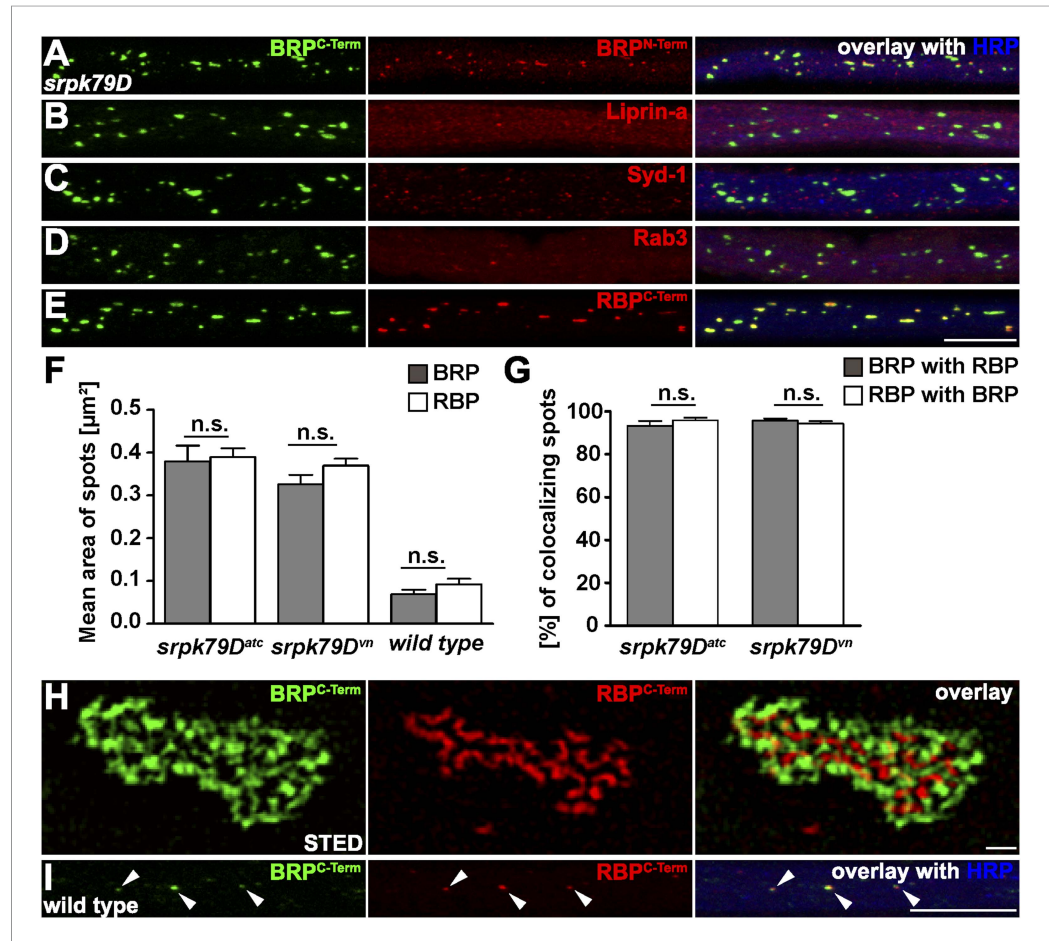 A BRP^C-Term BRP^N-Term overlay with HRP
srpk79D
B Liprin-a
C Syd-1
D Rab3
E RBP^C-Term
F BRP G BRP with RBP
RBP RBP with BRP
Mean area of spots [µm²]
0.5
0.4
0.3
0.1
0.0
n.s. n.s. n.s.
srpk79D^atc srpk79D^vn wild type
[%] of colocalizing spots
100
80
60
40
20
0
n.s. n.s.
srpk79D^atc srpk79D^vn
H BRP^C-Term RBP^C-Term overlay
STED
I BRP^C-Term RBP^C-Term overlay with HRP
wild type